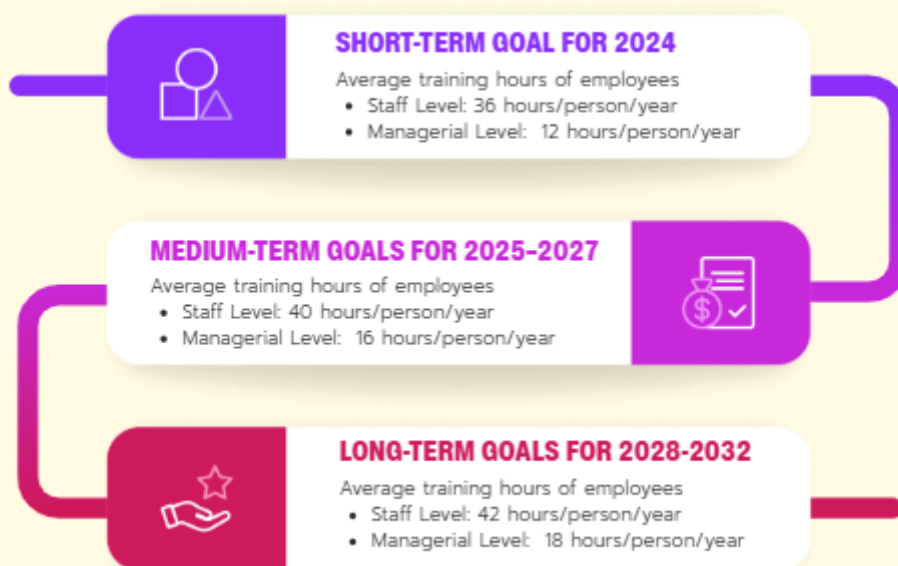 SHORT-TERM GOAL FOR 2024
Average training hours of employees
• Staff Level: 36 hours/person/year
• Managerial Level: 12 hours/person/year
MEDIUM-TERM GOALS FOR 2025–2027
Average training hours of employees
• Staff Level: 40 hours/person/year
• Managerial Level: 16 hours/person/year
$
LONG-TERM GOALS FOR 2028-2032
Average training hours of employees
• Staff Level: 42 hours/person/year
• Managerial Level: 18 hours/person/year